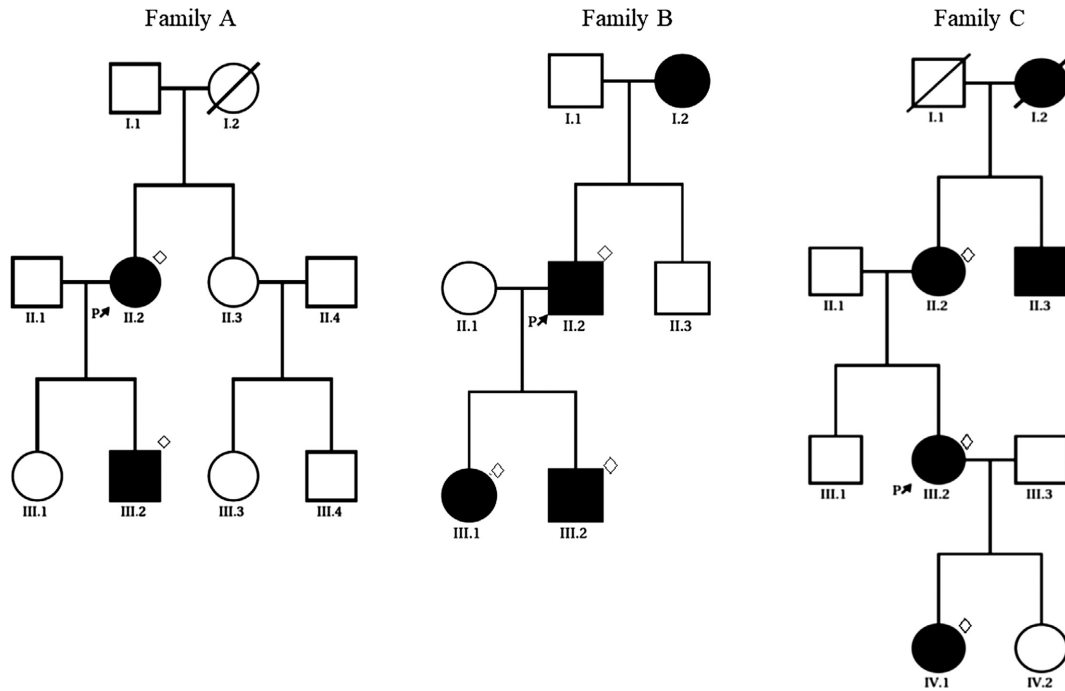 Family A
I.1 I.2
II.1 P II.2 II.3 II.4
III.1 III.2 III.3 III.4
Family B
I.1 I.2
II.1 P II.2 II.3
III.1 III.2
Family C
I.1 I.2
II.1 II.2 II.3
III.1 P III.2 III.3
IV.1 IV.2